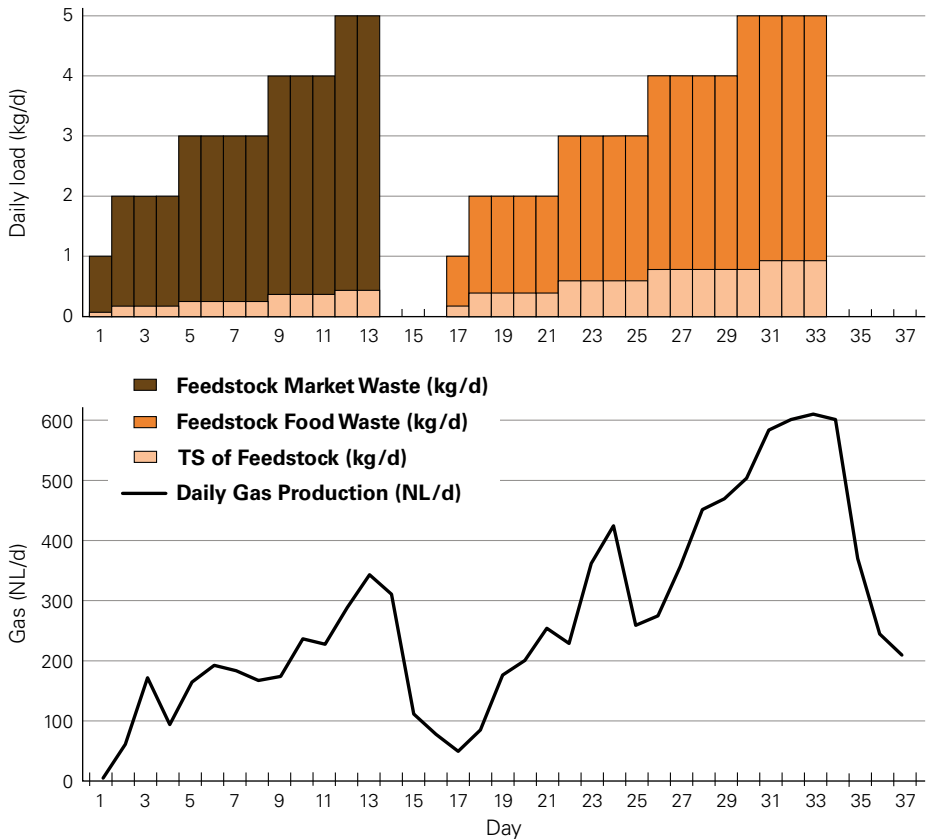 Daily load (kg/d)
5
4
3
2
1
0
1 3 5 7 9 11 13 15 17 19 21 23 25 27 29 31 33 35 37
Feedstock Market Waste (kg/d)
Feedstock Food Waste (kg/d)
TS of Feedstock (kg/d)
Daily Gas Production (NL/d)
Gas (NL/d)
600
500
400
300
200
100
0
1 3 5 7 9 11 13 15 17 19 21 23 25 27 29 31 33 35 37
Day